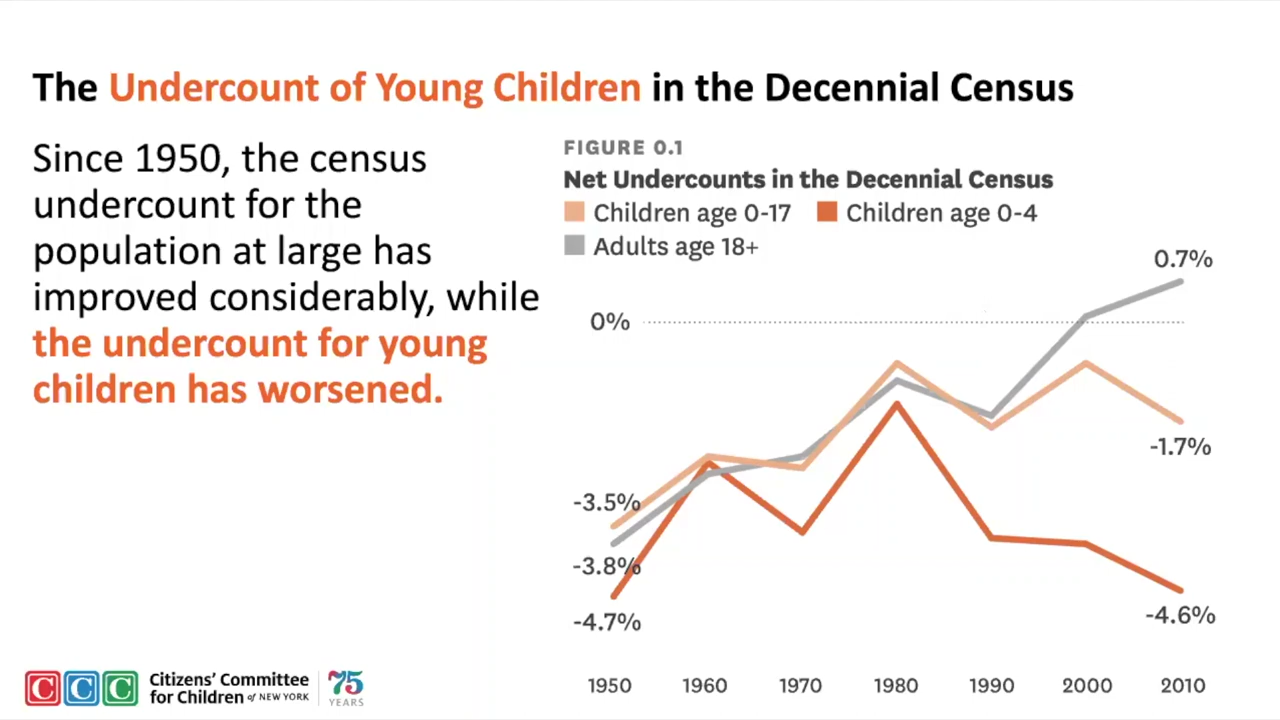 The Undercount of Young Children in the Decennial Census
Since 1950, the census
undercount for the
population at large has
improved considerably, while
the undercount for young
children has worsened.
FIGURE 0.1
Net Undercounts in the Decennial Census
Children age 0-17 Children age 0-4
Adults age 18+
0.7%
0%
-1.7%
-3.5%
-3.8%
-4.7%
-4.6%
1950 1960 1970 1980 1990 2000 2010
CCC Citizens' Committee
for Children of NEW YORK
75
YEARS